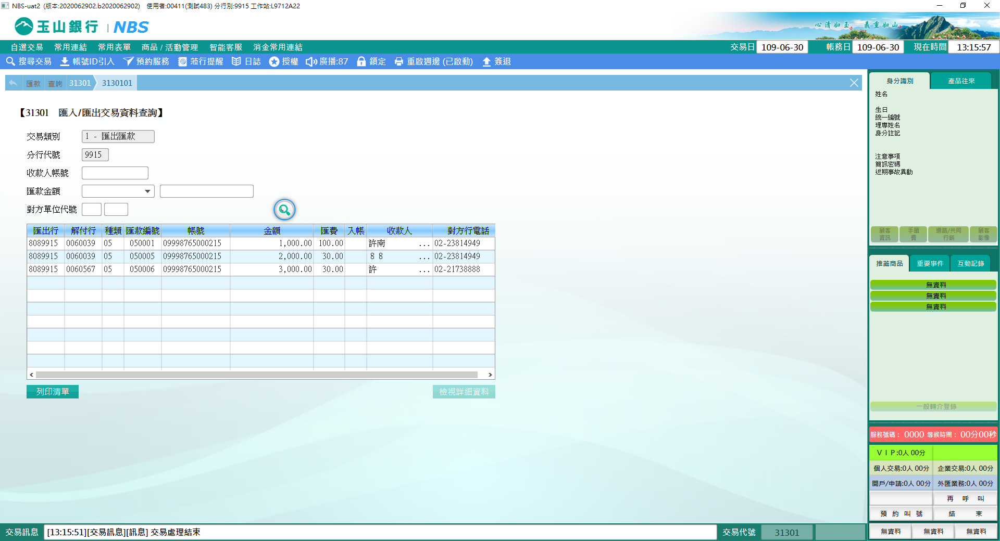 NBS-uat2 (版本:2020062902.b2020062902) 使用者:00411(測試483) 分行別:9915 工作站:L9712A22
玉山銀行 | NBS
心清如玉。 義重如山。
自選交易 常用連結 常用表單 商品 / 活動管理 智能客服 消金常用連結 交易日 109-06-30 帳務日 109-06-30 現在時間 13:15:57
搜尋交易 帳號ID引入 預約服務 蒞行提醒 日誌 授權 廣播:87 鎖定 重啟週邊 (已啟動) 簽退
匯款 查詢 31301 3130101
【31301 匯入/匯出交易資料查詢】
交易類別 1 - 匯出匯款
分行代號 9915
收款人帳號
匯款金額
對方單位代號
匯出行 解付行 種類 匯款編號 帳號 金額 匯費 入帳 收款人 對方行電話
8089915 0060039 05 050001 09998765000215 1,000.00 100.00 許南 ... 02-23814949
8089915 0060039 05 050005 09998765000215 2,000.00 30.00 8 8 ... 02-23814949
8089915 0060567 05 050006 09998765000215 3,000.00 30.00 許 ... 02-21738888
列印清單 檢視詳細資料
身分識別 產品往來
姓名
生日
統一編號
理專姓名
身分註記
注意事項
簡訊密碼
近期事故異動
顧客資訊 手續費 通路/共同行銷 顧客影像
推薦商品 重要事件 互動記錄
無資料
無資料
無資料
一般轉介登錄
服務號碼： 0000 等候時間： 00分00秒
ＶＩＰ:0人 00分
個人交易:0人 00分 企業交易:0人 00分
開戶/申請:0人 00分 外匯業務:0人 00分
再 呼 叫
預 約 叫 號 結 束
無資料 無資料 無資料
交易訊息 [13:15:51][交易訊息][訊息] 交易處理結束 交易代號 31301